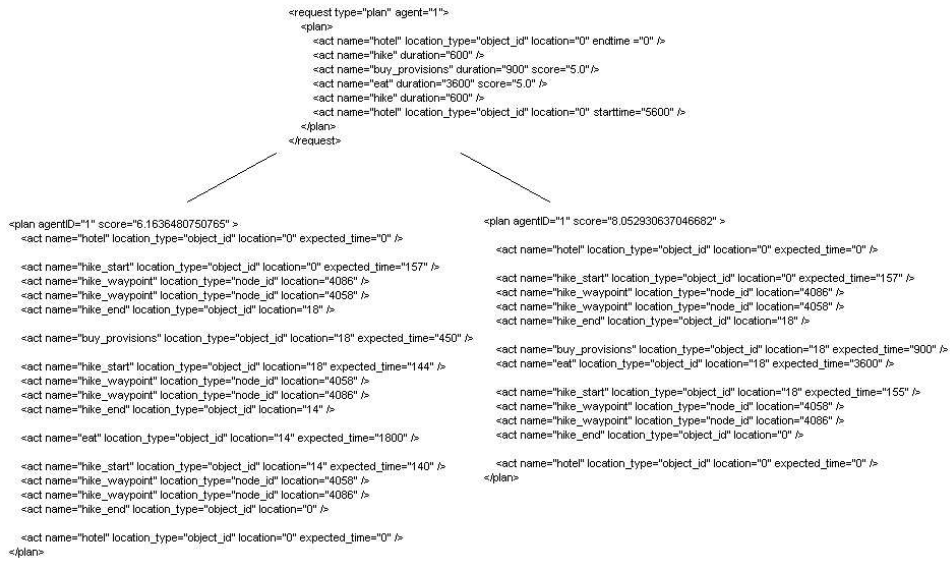 <request type="plan" agent="1">
<plan>
<act name="hotel" location_type="object_id" location="0" endtime ="0" />
<act name="hike" duration="600" />
<act name="buy_provisions" duration="900" score="5.0"/>
<act name="eat" duration="3600" score="5.0" />
<act name="hike" duration="600" />
<act name="hotel" location_type="object_id" location="0" starttime="5600" />
</plan>
</request>
<plan agentID="1" score="6.1636480750765" >
<act name="hotel" location_type="object_id" location="0" expected_time="0" />
<act name="hike_start" location_type="object_id" location="0" expected_time="157" />
<act name="hike_waypoint" location_type="node_id" location="4086" />
<act name="hike_waypoint" location_type="node_id" location="4058" />
<act name="hike_end" location_type="object_id" location="18" />
<act name="buy_provisions" location_type="object_id" location="18" expected_time="450" />
<act name="hike_start" location_type="object_id" location="18" expected_time="144" />
<act name="hike_waypoint" location_type="node_id" location="4058" />
<act name="hike_waypoint" location_type="node_id" location="4086" />
<act name="hike_end" location_type="object_id" location="14" />
<act name="eat" location_type="object_id" location="14" expected_time="1800" />
<act name="hike_start" location_type="object_id" location="14" expected_time="140" />
<act name="hike_waypoint" location_type="node_id" location="4058" />
<act name="hike_waypoint" location_type="node_id" location="4086" />
<act name="hike_end" location_type="object_id" location="0" />
<act name="hotel" location_type="object_id" location="0" expected_time="0" />
</plan>
<plan agentID="1" score="8.052930637046682" >
<act name="hotel" location_type="object_id" location="0" expected_time="0" />
<act name="hike_start" location_type="object_id" location="0" expected_time="157" />
<act name="hike_waypoint" location_type="node_id" location="4086" />
<act name="hike_waypoint" location_type="node_id" location="4058" />
<act name="hike_end" location_type="object_id" location="18" />
<act name="buy_provisions" location_type="object_id" location="18" expected_time="900" />
<act name="eat" location_type="object_id" location="18" expected_time="3600" />
<act name="hike_start" location_type="object_id" location="18" expected_time="155" />
<act name="hike_waypoint" location_type="node_id" location="4058" />
<act name="hike_waypoint" location_type="node_id" location="4086" />
<act name="hike_end" location_type="object_id" location="0" />
<act name="hotel" location_type="object_id" location="0" expected_time="0" />
</plan>